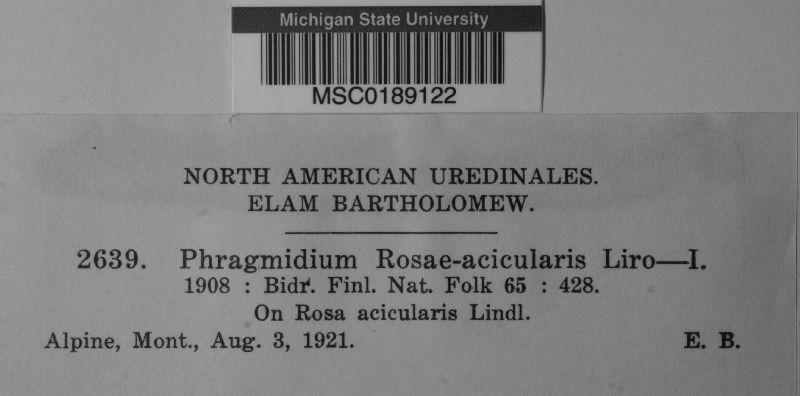 Michigan State University
MSC0189122
NORTH AMERICAN UREDINALES.
ELAM BARTHOLOMEW.
2639. Phragmidium Rosae-acicularis Liro—I.
1908 : Bidr. Finl. Nat. Folk 65 : 428.
On Rosa acicularis Lindl.
Alpine, Mont., Aug. 3, 1921. E. B.